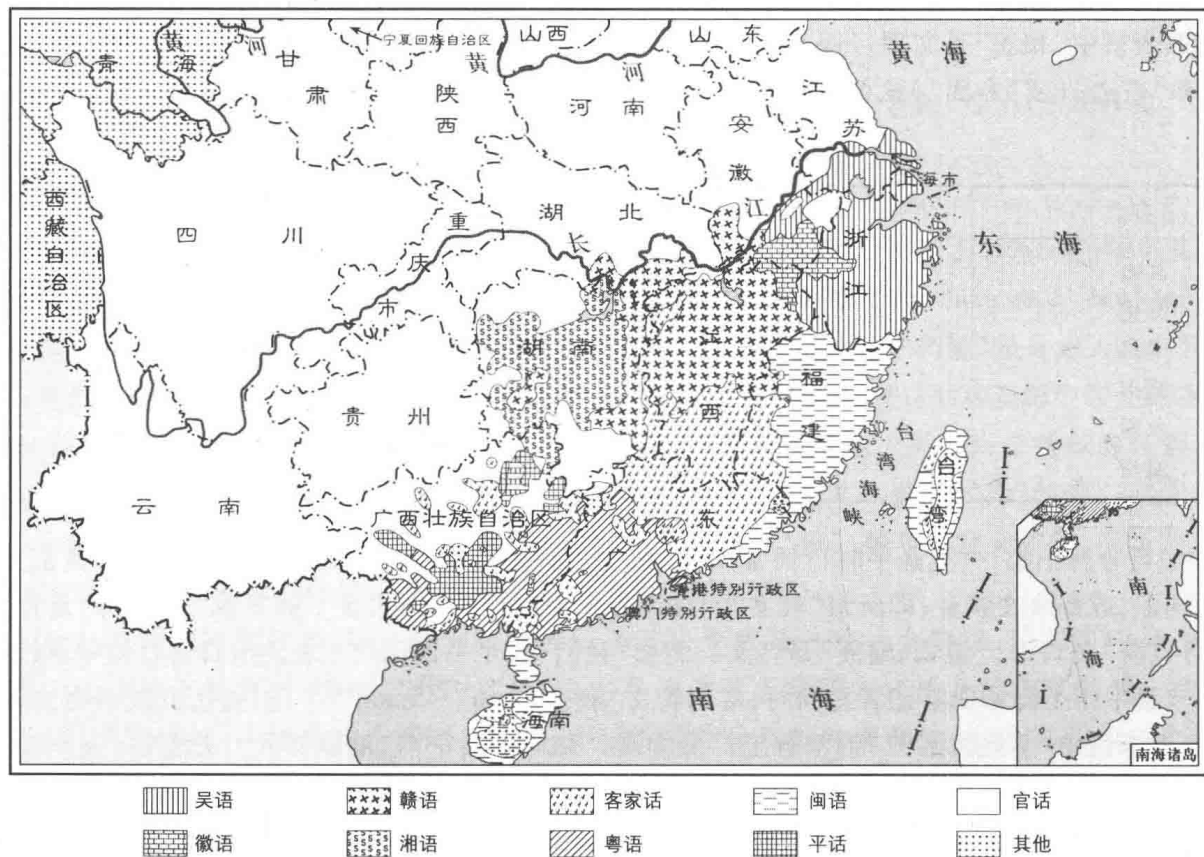 宁夏回族自治区
山西
山东
黄海
青海
黄河
甘肃
陕西
黄河
河南
江苏
安徽
上海市
西藏自治区
四川
重庆市
湖北
长江
浙江
东海
湖南
江西
福建
贵州
台湾海峡
台湾
云南
广西壮族自治区
广东
香港特别行政区
澳门特别行政区
海南
南海
南海
南海诸岛
吴语 赣语 客家话 闽语 官话
徽语 湘语 粤语 平话 其他